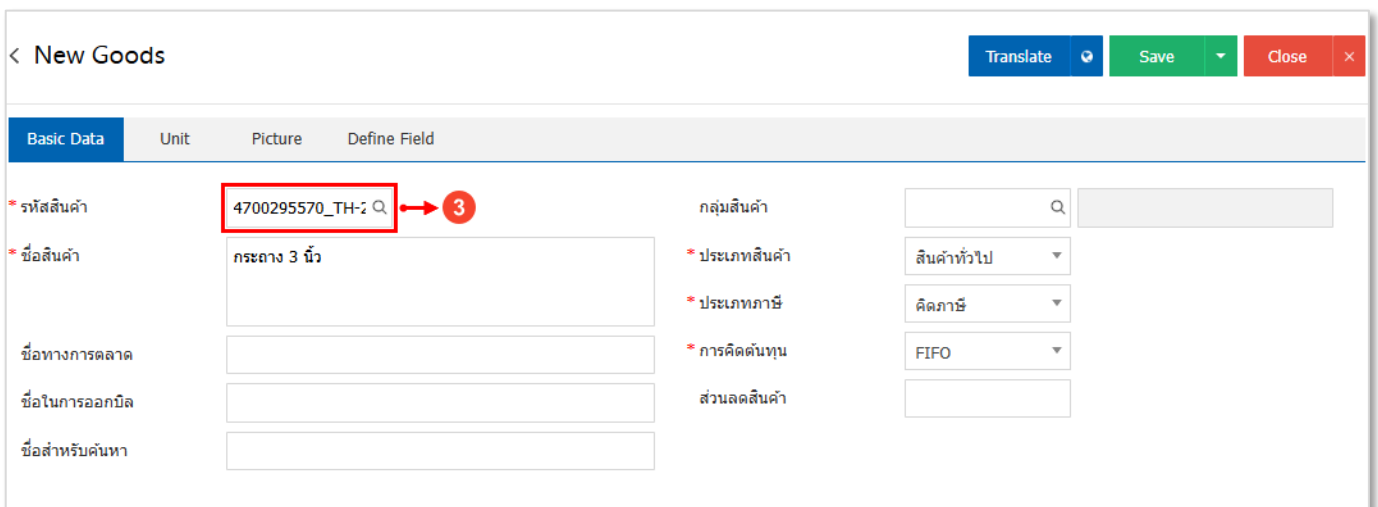 < New Goods
Translate Save Close ×
Basic Data Unit Picture Define Field
* รหัสสินค้า 4700295570_TH-2 3 กลุ่มสินค้า
* ชื่อสินค้า กระถาง 3 นิ้ว * ประเภทสินค้า สินค้าทั่วไป
* ประเภทภาษี คิดภาษี
ชื่อทางการตลาด * การคิดต้นทุน FIFO
ชื่อในการออกบิล ส่วนลดสินค้า
ชื่อสำหรับค้นหา